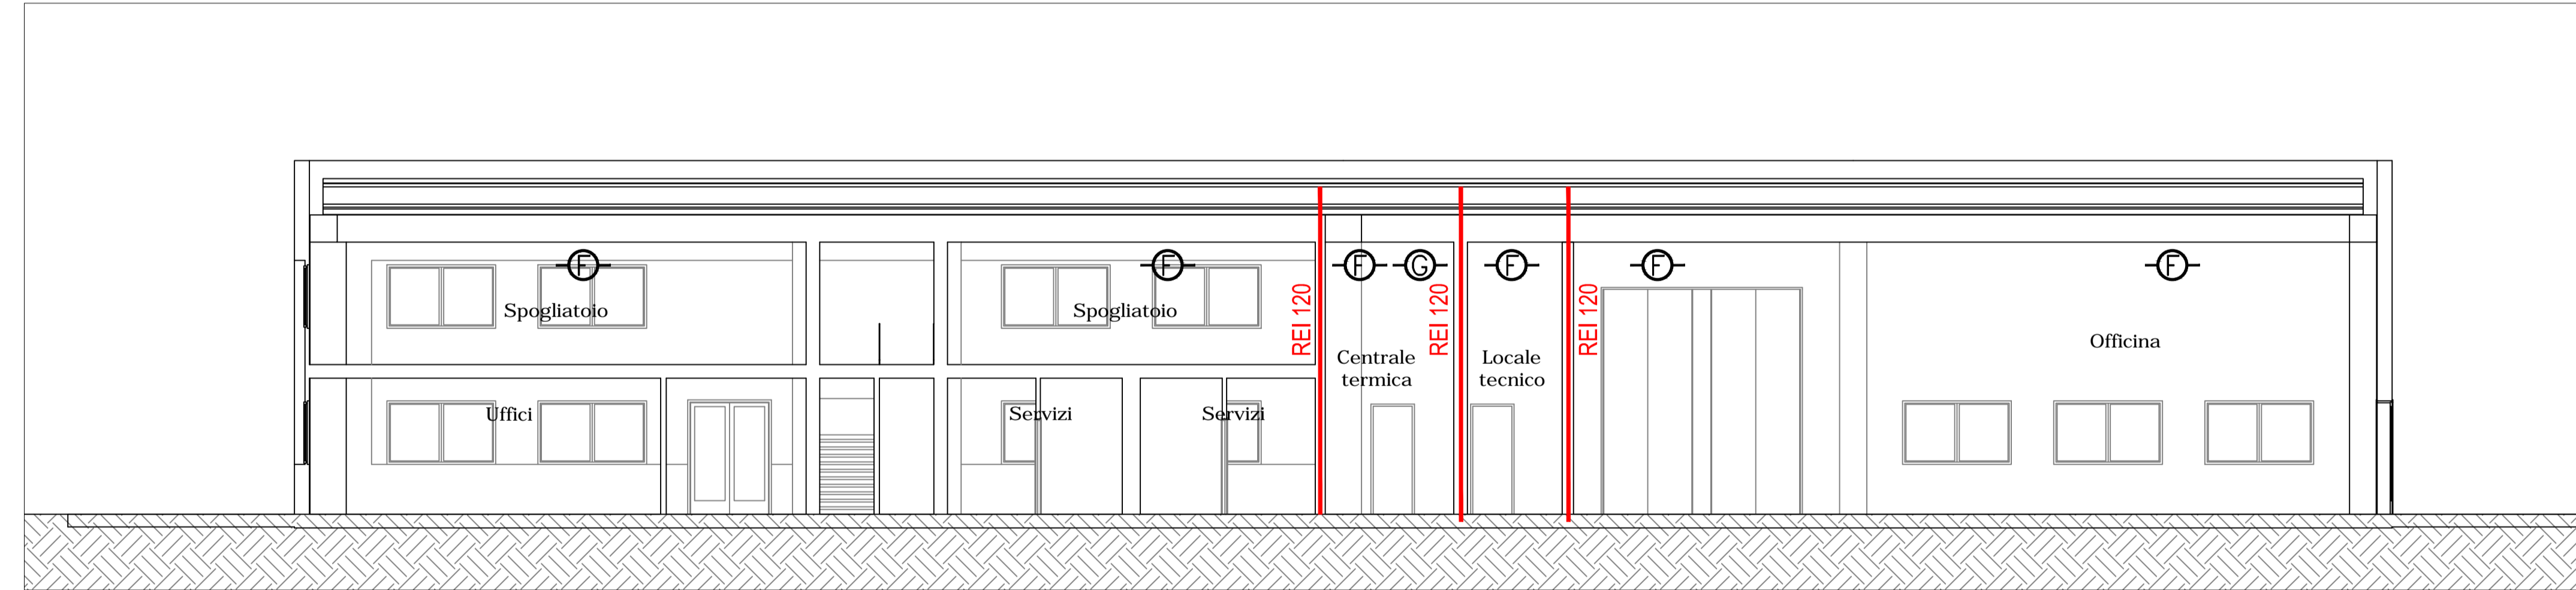 F
F
F
G
F
F
F
Spogliatoio
Spogliatoio
REI 120
REI 120
REI 120
Officina
Centrale
termica
Locale
tecnico
Uffici
Servizi
Servizi